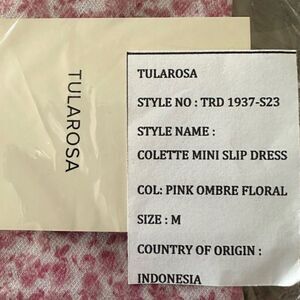 TULAROSA
TULAROSA
STYLE NO : TRD 1937-S23
STYLE NAME :
COLETTE MINI SLIP DRESS
COL: PINK OMBRE FLORAL
SIZE : M
COUNTRY OF ORIGIN :
INDONESIA